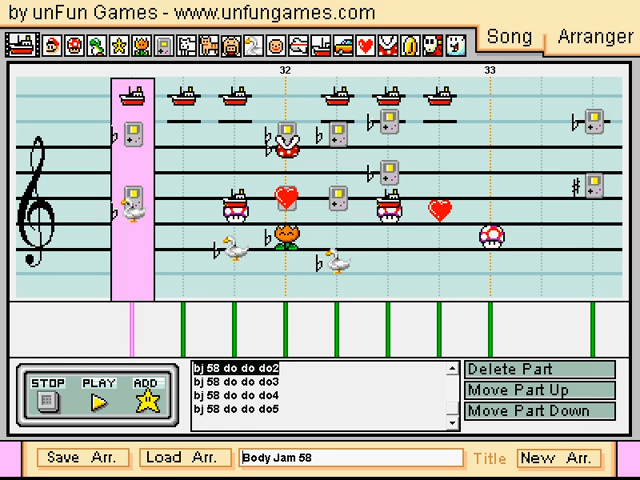 by unFun Games - www.unfungames.com
Song
Arranger
32
33
STOP
PLAY
ADD
bj 58 do do do2
bj 58 do do do3
bj 58 do do do4
bj 58 do do do5
Delete Part
Move Part Up
Move Part Down
Save Arr.
Load Arr.
Body Jam 58
Title
New Arr.